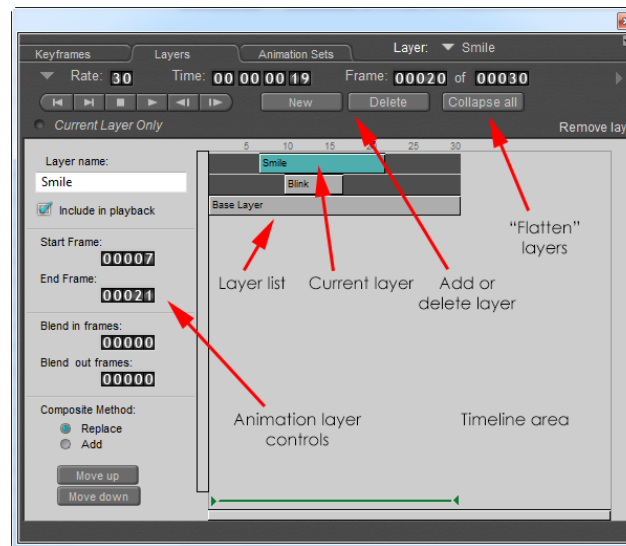 Keyframes Layers Animation Sets Layer: Smile
Rate: 30 Time: 00 00 00 19 Frame: 00020 of 00030
New Delete Collapse all
Current Layer Only Remove lay
5 10 15 20 25 30
Layer name:
Smile
Include in playback
Start Frame:
00007
End Frame:
00021
Blend in frames:
00000
Blend out frames:
00000
Composite Method:
Replace
Add
Move up
Move down
Smile
Blink
Base Layer
Layer list
Current layer
Add or
delete layer
"Flatten"
layers
Animation layer
controls
Timeline area